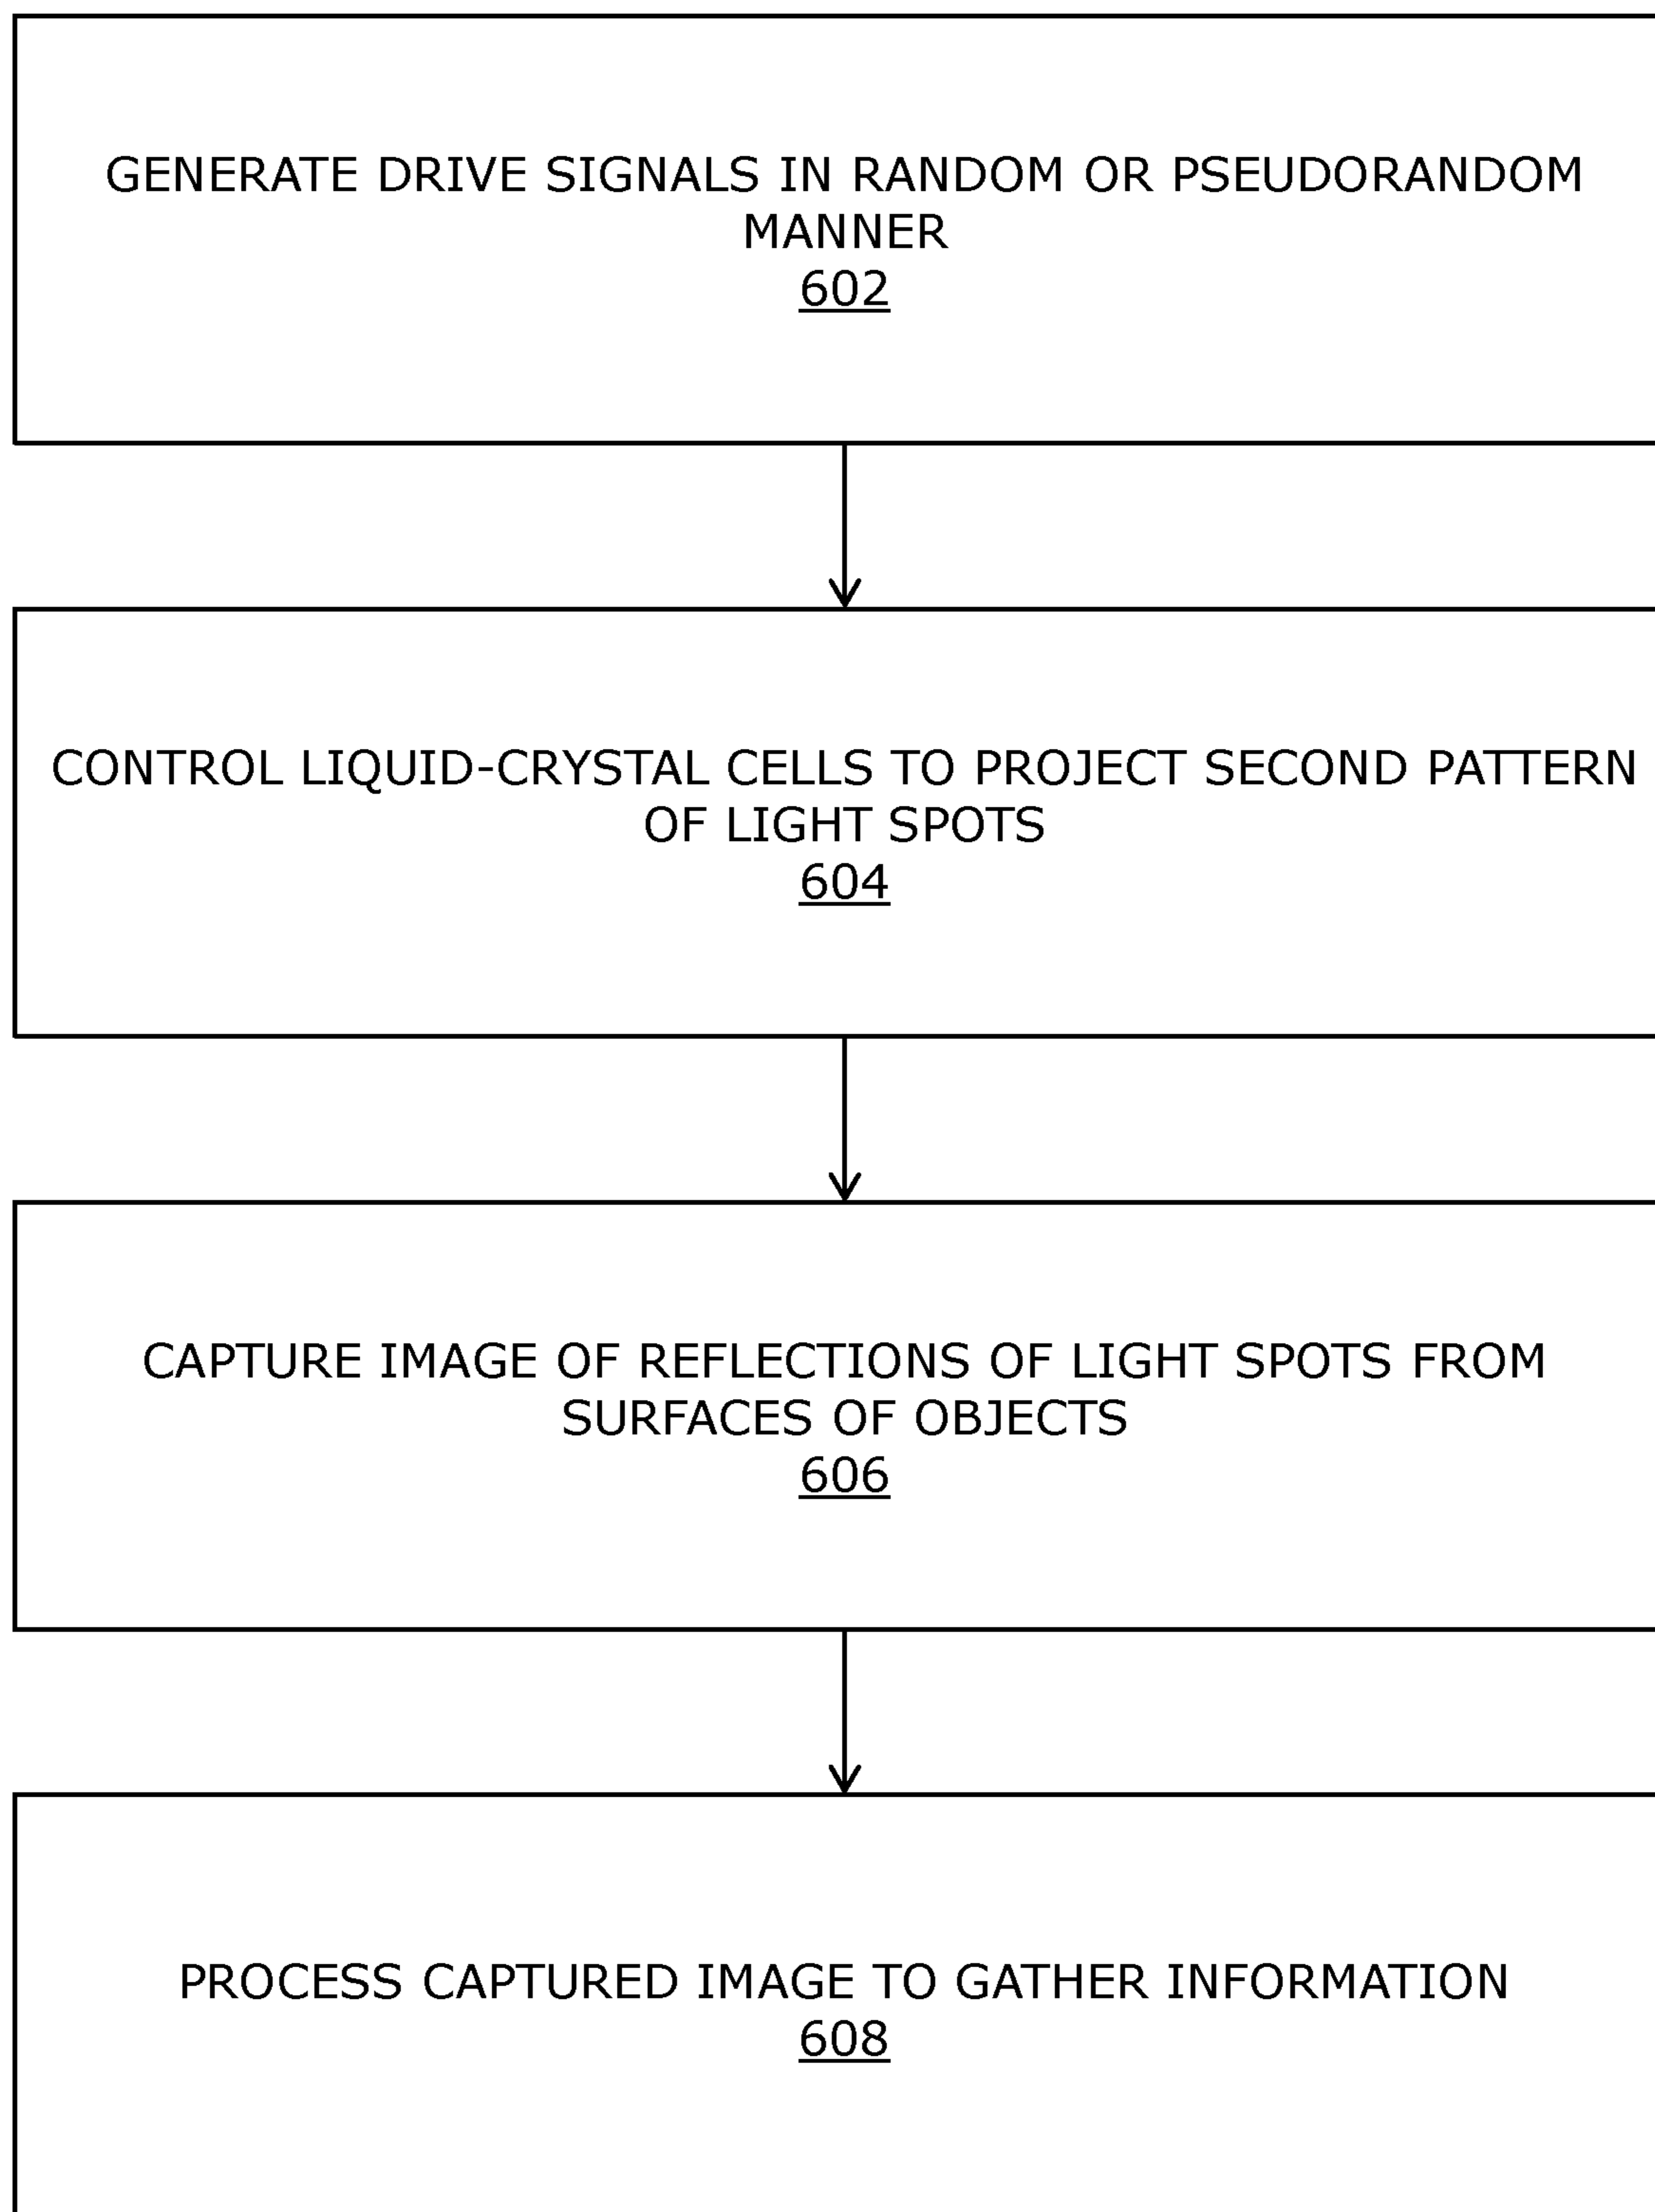 GENERATE DRIVE SIGNALS IN RANDOM OR PSEUDORANDOM
MANNER
602
CONTROL LIQUID-CRYSTAL CELLS TO PROJECT SECOND PATTERN
OF LIGHT SPOTS
604
CAPTURE IMAGE OF REFLECTIONS OF LIGHT SPOTS FROM
SURFACES OF OBJECTS
606
PROCESS CAPTURED IMAGE TO GATHER INFORMATION
608